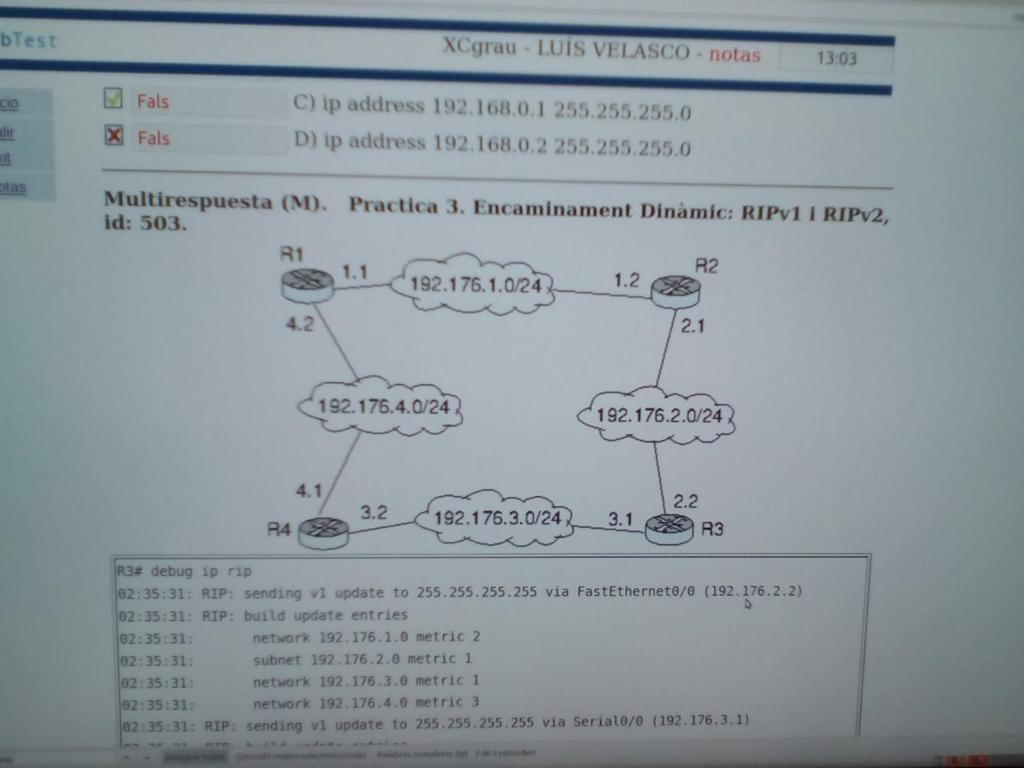 bTest
XCgrau - LUÍS VELASCO - notas 13:03
cio
alir
xit
otas
Fals C) ip address 192.168.0.1 255.255.255.0
Fals D) ip address 192.168.0.2 255.255.255.0
Multirespuesta (M). Practica 3. Encaminament Dinàmic: RIPv1 i RIPv2,
id: 503.
R1
1.1 192.176.1.0/24 1.2
R2
4.2
2.1
192.176.4.0/24
192.176.2.0/24
4.1
R4
3.2 192.176.3.0/24 3.1
2.2
R3
R3# debug ip rip
02:35:31: RIP: sending v1 update to 255.255.255.255 via FastEthernet0/0 (192.176.2.2)
02:35:31: RIP: build update entries
02:35:31: network 192.176.1.0 metric 2
02:35:31: subnet 192.176.2.0 metric 1
02:35:31: network 192.176.3.0 metric 1
02:35:31: network 192.176.4.0 metric 3
02:35:31: RIP: sending v1 update to 255.255.255.255 via Serial0/0 (192.176.3.1)